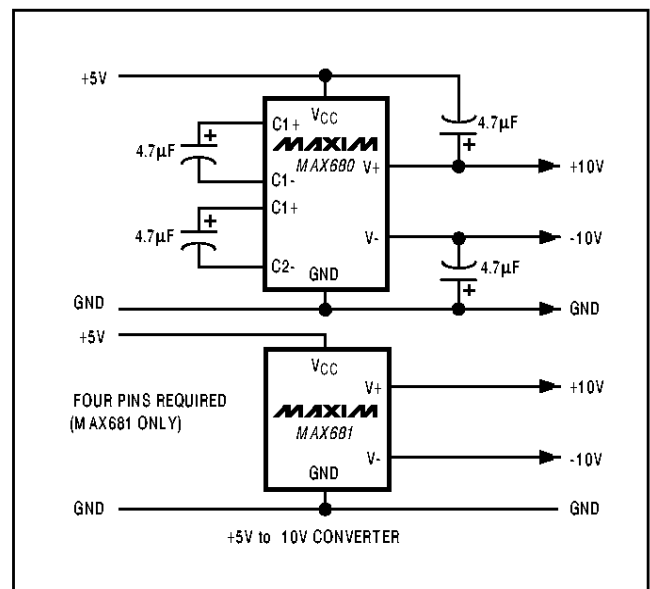 +5V
VCC
4.7µF
C1+
MAXIM
MAX680
4.7µF
V+
+10V
C1-
C1+
4.7µF
V-
-10V
C2-
GND
4.7µF
GND
GND
+5V
VCC
FOUR PINS REQUIRED
(MAX681 ONLY)
V+
+10V
MAXIM
MAX681
V-
-10V
GND
GND
GND
+5V to 10V CONVERTER